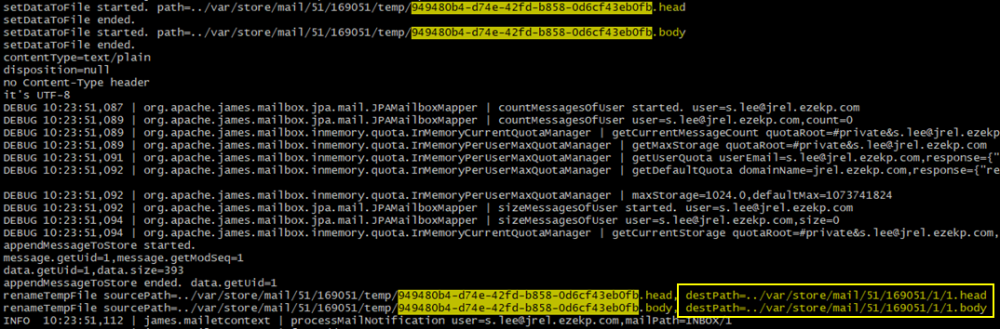 setDataToFile started. path=../var/store/mail/51/169051/temp/949480b4-d74e-42fd-b858-0d6cf43eb0fb.head
setDataToFile ended.
setDataToFile started. path=../var/store/mail/51/169051/temp/949480b4-d74e-42fd-b858-0d6cf43eb0fb.body
setDataToFile ended.
contentType=text/plain
disposition=null
no Content-Type header
it's UTF-8
DEBUG 10:23:51,087 | org.apache.james.mailbox.jpa.mail.JPAMailboxMapper | countMessagesOfUser started. user=s.lee@jrel.ezekp.com
DEBUG 10:23:51,089 | org.apache.james.mailbox.jpa.mail.JPAMailboxMapper | countMessagesOfUser user=s.lee@jrel.ezekp.com,count=0
DEBUG 10:23:51,089 | org.apache.james.mailbox.inmemory.quota.InMemoryCurrentQuotaManager | getCurrentMessageCount quotaRoot=#private&s.lee@jrel.ezekp
DEBUG 10:23:51,089 | org.apache.james.mailbox.inmemory.quota.InMemoryPerUserMaxQuotaManager | getMaxStorage quotaRoot=#private&s.lee@jrel.ezekp.com
DEBUG 10:23:51,091 | org.apache.james.mailbox.inmemory.quota.InMemoryPerUserMaxQuotaManager | getUserQuota userEmail=s.lee@jrel.ezekp.com,response={"
DEBUG 10:23:51,092 | org.apache.james.mailbox.inmemory.quota.InMemoryPerUserMaxQuotaManager | getDefaultQuota domainName=jrel.ezekp.com,response={"re
DEBUG 10:23:51,092 | org.apache.james.mailbox.inmemory.quota.InMemoryPerUserMaxQuotaManager | maxStorage=1024.0,defaultMax=1073741824
DEBUG 10:23:51,092 | org.apache.james.mailbox.jpa.mail.JPAMailboxMapper | sizeMessagesOfUser started. user=s.lee@jrel.ezekp.com
DEBUG 10:23:51,094 | org.apache.james.mailbox.jpa.mail.JPAMailboxMapper | sizeMessagesOfUser user=s.lee@jrel.ezekp.com,size=0
DEBUG 10:23:51,094 | org.apache.james.mailbox.inmemory.quota.InMemoryCurrentQuotaManager | getCurrentStorage quotaRoot=#private&s.lee@jrel.ezekp.com,
appendMessageToStore started.
message.getUid=1,message.getModSeq=1
data.getUid=1,data.size=393
appendMessageToStore ended. data.getUid=1
renameTempFile sourcePath=../var/store/mail/51/169051/temp/949480b4-d74e-42fd-b858-0d6cf43eb0fb.head, destPath=../var/store/mail/51/169051/1/1.head
renameTempFile sourcePath=../var/store/mail/51/169051/temp/949480b4-d74e-42fd-b858-0d6cf43eb0fb.body, destPath=../var/store/mail/51/169051/1/1.body
INFO  10:23:51,112 | james.mailetcontext | processMailNotification user=s.lee@jrel.ezekp.com,mailPath=INBOX/1